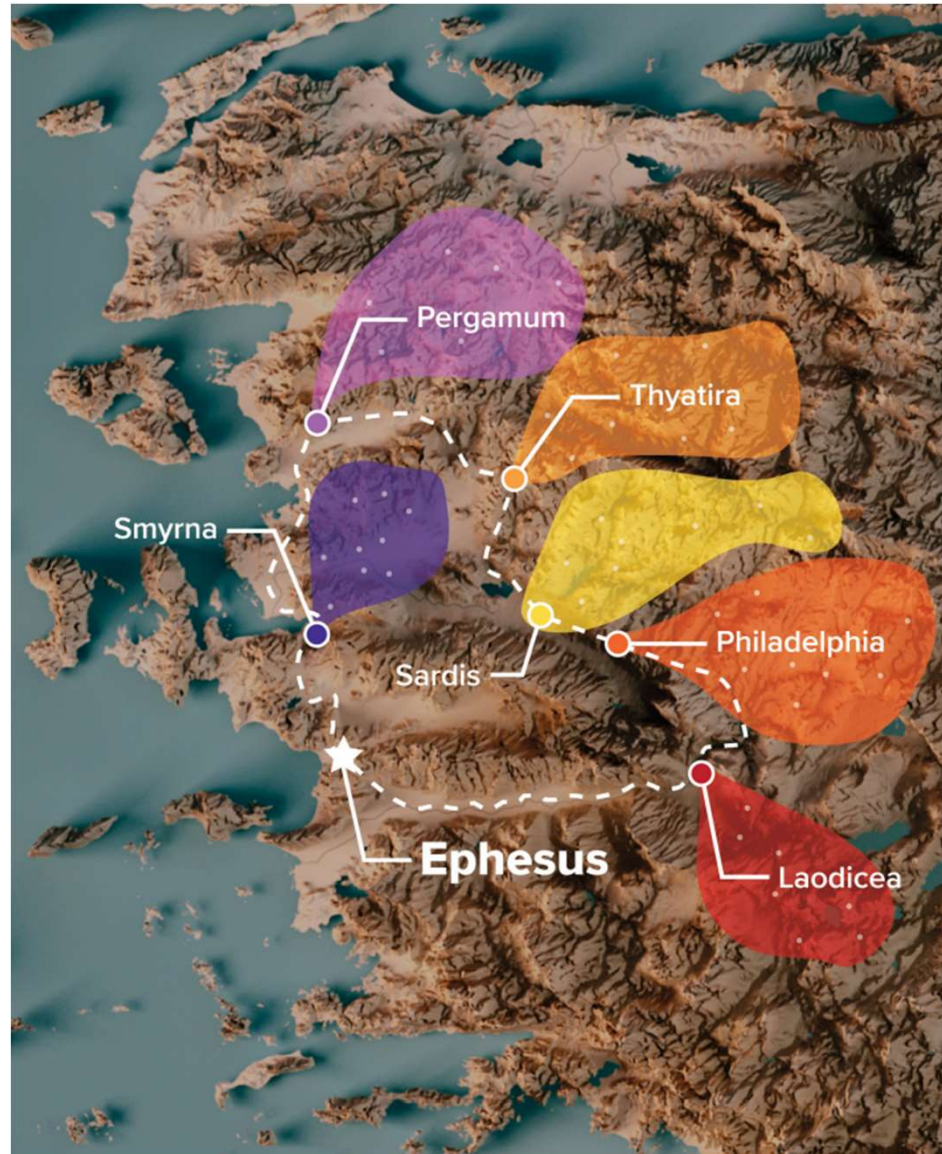 Pergamum
Thyatira
Smyrna
Sardis
Philadelphia
Ephesus
Laodicea